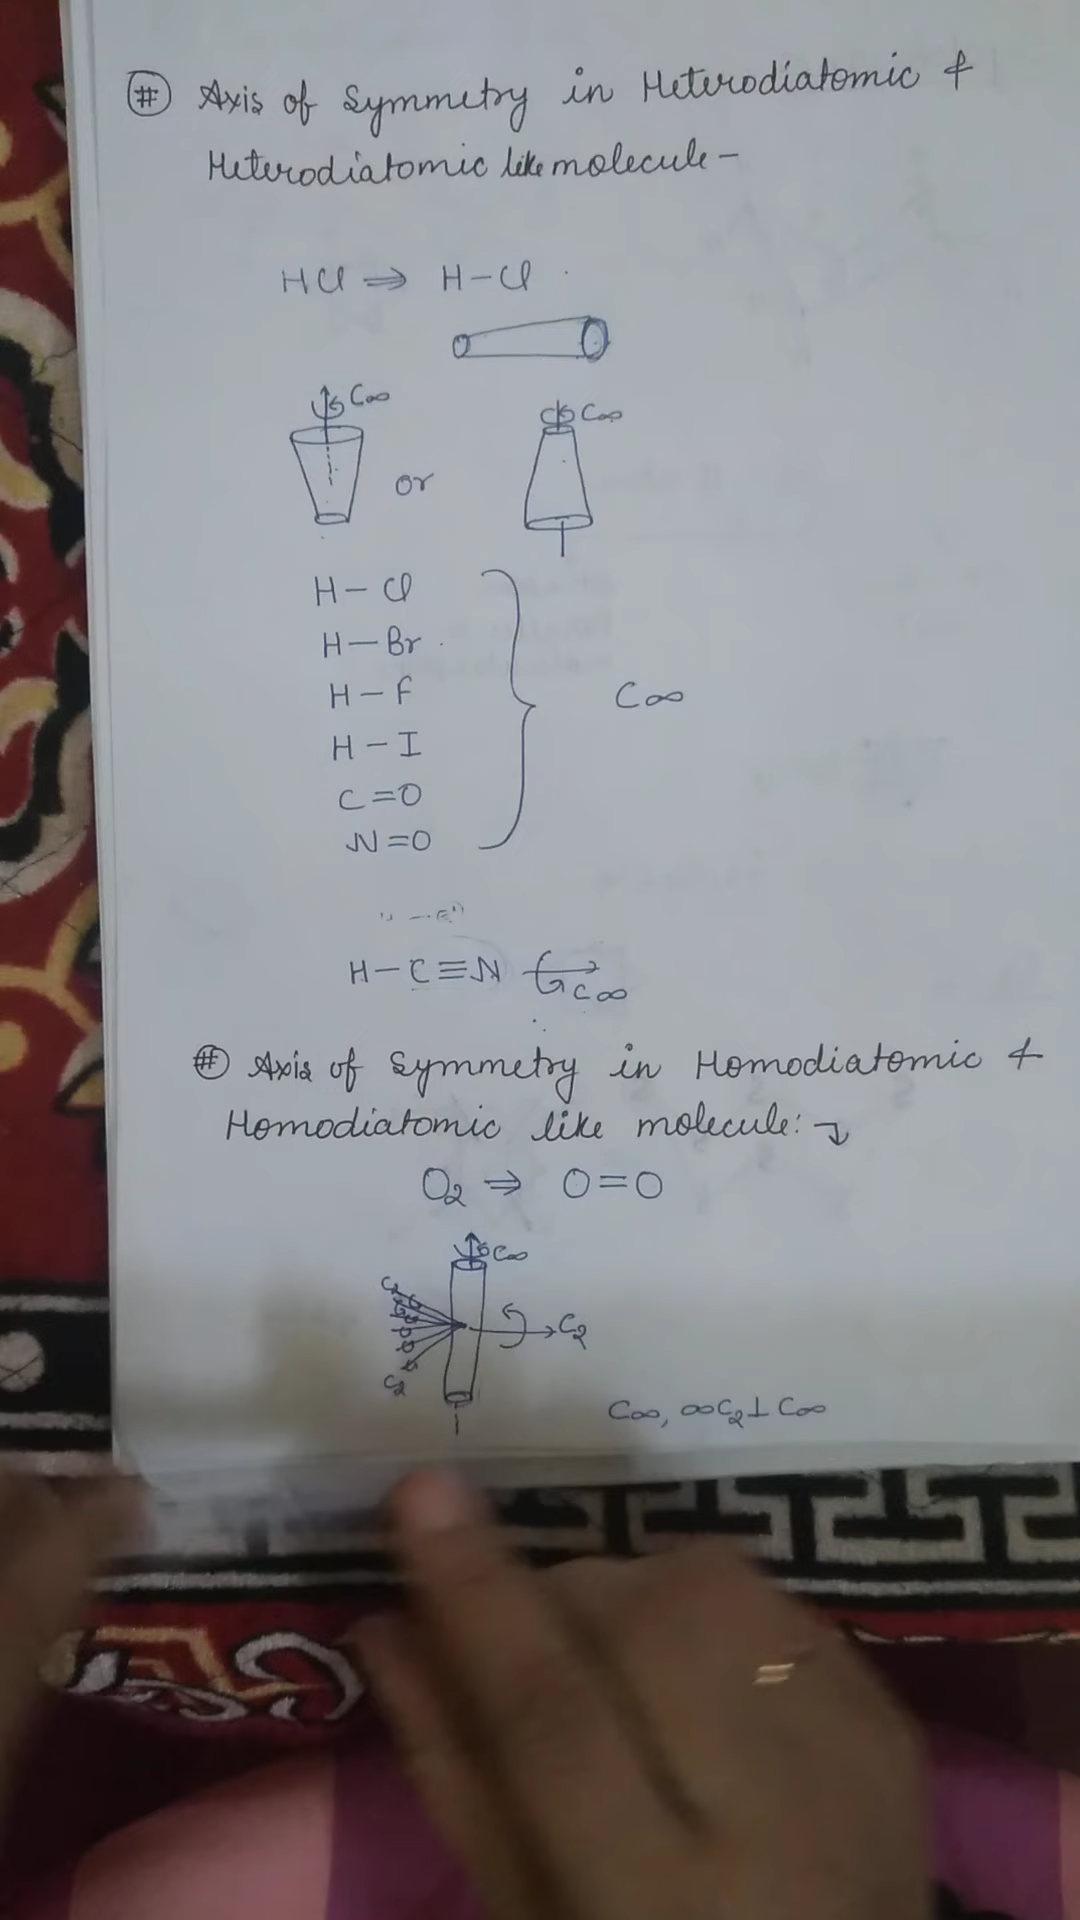 # Axis of Symmetry in Heterodiatomic &
Heterodiatomic like molecule -
HCl ⇒ H-Cl
C∞
C∞
or
H-Cl
H-Br
H-F
H-I
C=O
N=O
C∞
H-C≡N C∞
# Axis of Symmetry in Homodiatomic &
Homodiatomic like molecule:
O2 ⇒ O=O
C∞
C2
C2
C2
C∞, ∞C2⊥C∞